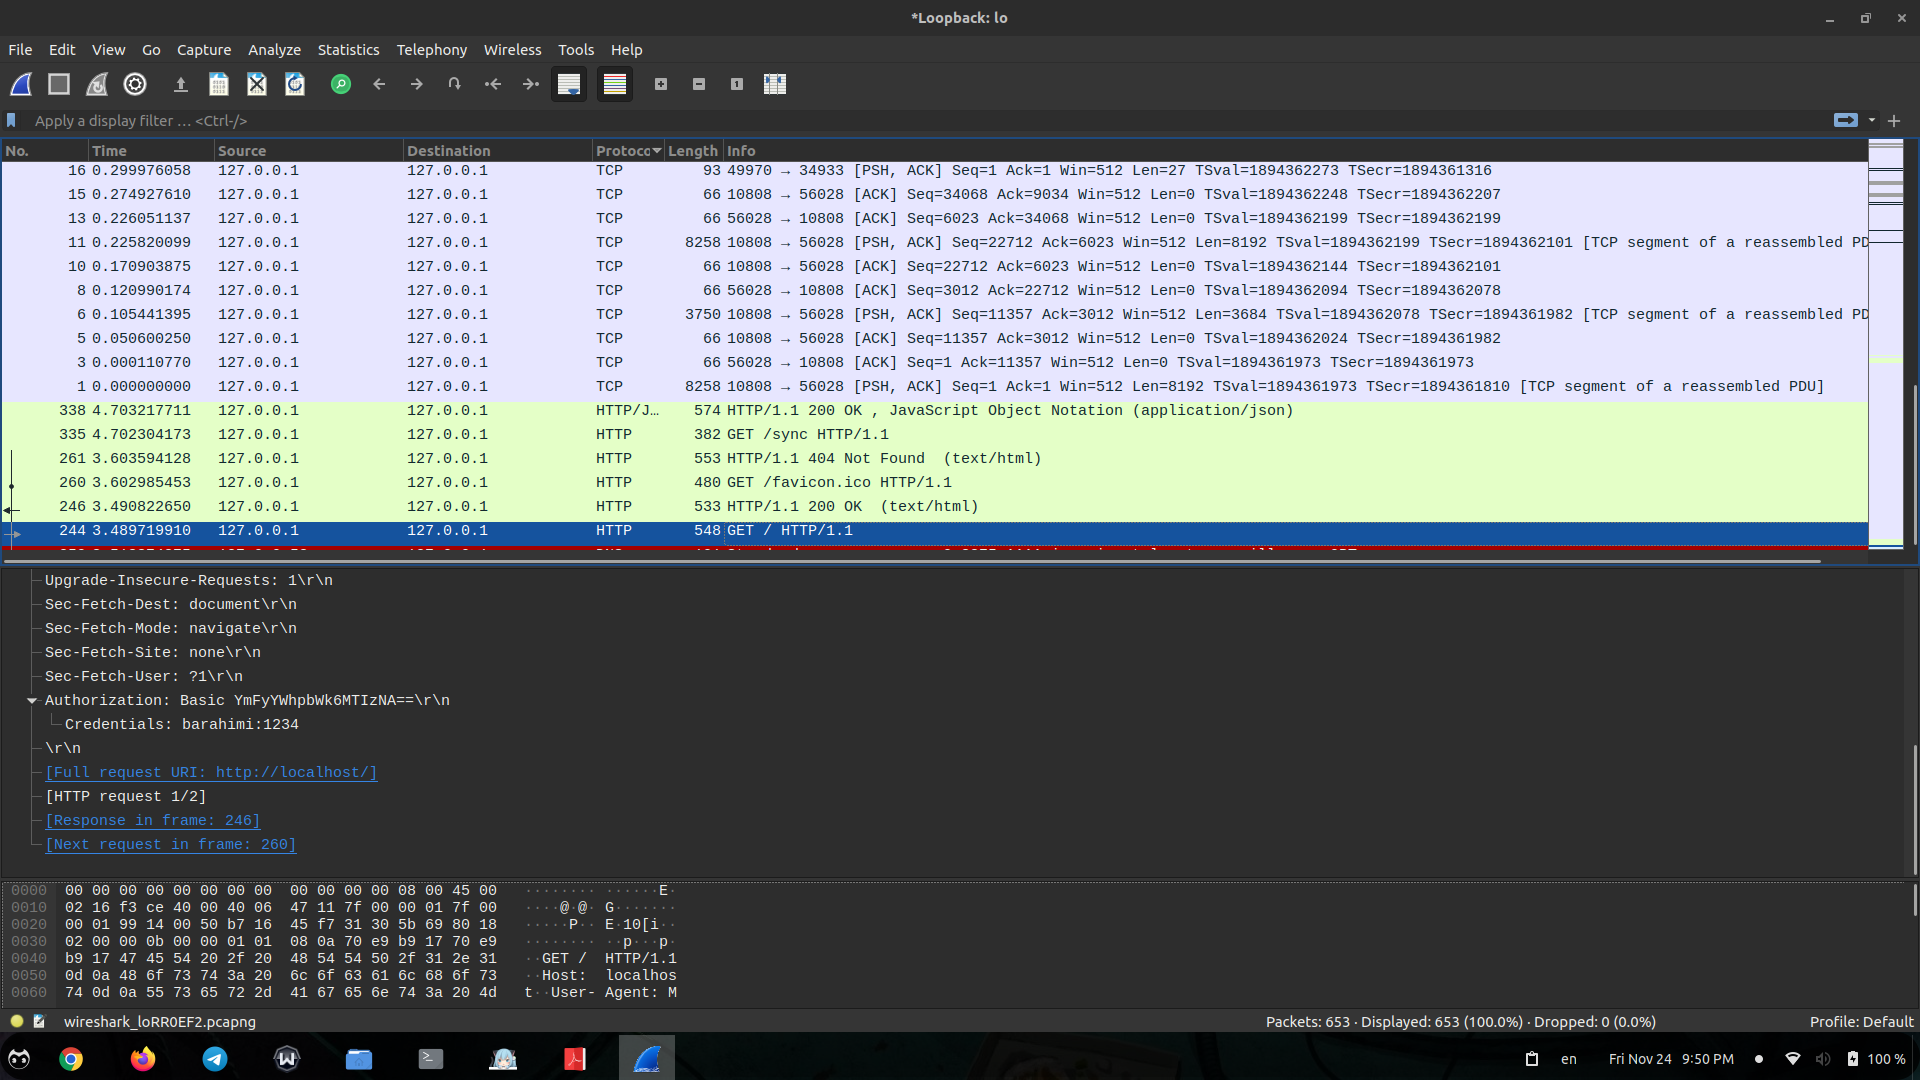 *Loopback: lo
File Edit View Go Capture Analyze Statistics Telephony Wireless Tools Help
Apply a display filter … <Ctrl-/>
No. Time Source Destination Protocc Length Info
16 0.299976058 127.0.0.1 127.0.0.1 TCP 93 49970 → 34933 [PSH, ACK] Seq=1 Ack=1 Win=512 Len=27 TSval=1894362273 TSecr=1894361316
15 0.274927610 127.0.0.1 127.0.0.1 TCP 66 10808 → 56028 [ACK] Seq=34068 Ack=9034 Win=512 Len=0 TSval=1894362248 TSecr=1894362207
13 0.226051137 127.0.0.1 127.0.0.1 TCP 66 56028 → 10808 [ACK] Seq=6023 Ack=34068 Win=512 Len=0 TSval=1894362199 TSecr=1894362199
11 0.225820099 127.0.0.1 127.0.0.1 TCP 8258 10808 → 56028 [PSH, ACK] Seq=22712 Ack=6023 Win=512 Len=8192 TSval=1894362199 TSecr=1894362101 [TCP segment of a reassembled PD
10 0.170903875 127.0.0.1 127.0.0.1 TCP 66 10808 → 56028 [ACK] Seq=22712 Ack=6023 Win=512 Len=0 TSval=1894362144 TSecr=1894362101
8 0.120990174 127.0.0.1 127.0.0.1 TCP 66 56028 → 10808 [ACK] Seq=3012 Ack=22712 Win=512 Len=0 TSval=1894362094 TSecr=1894362078
6 0.105441395 127.0.0.1 127.0.0.1 TCP 3750 10808 → 56028 [PSH, ACK] Seq=11357 Ack=3012 Win=512 Len=3684 TSval=1894362078 TSecr=1894361982 [TCP segment of a reassembled PD
5 0.050600250 127.0.0.1 127.0.0.1 TCP 66 10808 → 56028 [ACK] Seq=11357 Ack=3012 Win=512 Len=0 TSval=1894362024 TSecr=1894361982
3 0.000110770 127.0.0.1 127.0.0.1 TCP 66 56028 → 10808 [ACK] Seq=1 Ack=11357 Win=512 Len=0 TSval=1894361973 TSecr=1894361973
1 0.000000000 127.0.0.1 127.0.0.1 TCP 8258 10808 → 56028 [PSH, ACK] Seq=1 Ack=1 Win=512 Len=8192 TSval=1894361973 TSecr=1894361810 [TCP segment of a reassembled PDU]
338 4.703217711 127.0.0.1 127.0.0.1 HTTP/J… 574 HTTP/1.1 200 OK , JavaScript Object Notation (application/json)
335 4.702304173 127.0.0.1 127.0.0.1 HTTP 382 GET /sync HTTP/1.1
261 3.603594128 127.0.0.1 127.0.0.1 HTTP 553 HTTP/1.1 404 Not Found (text/html)
260 3.602985453 127.0.0.1 127.0.0.1 HTTP 480 GET /favicon.ico HTTP/1.1
246 3.490822650 127.0.0.1 127.0.0.1 HTTP 533 HTTP/1.1 200 OK (text/html)
244 3.489719910 127.0.0.1 127.0.0.1 HTTP 548 GET / HTTP/1.1
Upgrade-Insecure-Requests: 1\r\n
Sec-Fetch-Dest: document\r\n
Sec-Fetch-Mode: navigate\r\n
Sec-Fetch-Site: none\r\n
Sec-Fetch-User: ?1\r\n
Authorization: Basic YmFyYWhpbWk6MTIzNA==\r\n
Credentials: barahimi:1234
\r\n
[Full request URI: http://localhost/]
[HTTP request 1/2]
[Response in frame: 246]
[Next request in frame: 260]
0000 00 00 00 00 00 00 00 00 00 00 00 00 08 00 45 00 ········ ······E·
0010 02 16 f3 ce 40 00 40 06 47 11 7f 00 00 01 7f 00 ····@·@· G·······
0020 00 01 99 14 00 50 b7 16 45 f7 31 30 5b 69 80 18 ·····P·· E·10[i··
0030 02 00 00 0b 00 00 01 01 08 0a 70 e9 b9 17 70 e9 ········ ··p···p·
0040 b9 17 47 45 54 20 2f 20 48 54 54 50 2f 31 2e 31 ··GET / HTTP/1.1
0050 0d 0a 48 6f 73 74 3a 20 6c 6f 63 61 6c 68 6f 73 ··Host: localhos
0060 74 0d 0a 55 73 65 72 2d 41 67 65 6e 74 3a 20 4d t··User- Agent: M
wireshark_loRR0EF2.pcapng Packets: 653 · Displayed: 653 (100.0%) · Dropped: 0 (0.0%) Profile: Default
en Fri Nov 24 9:50 PM 100 %